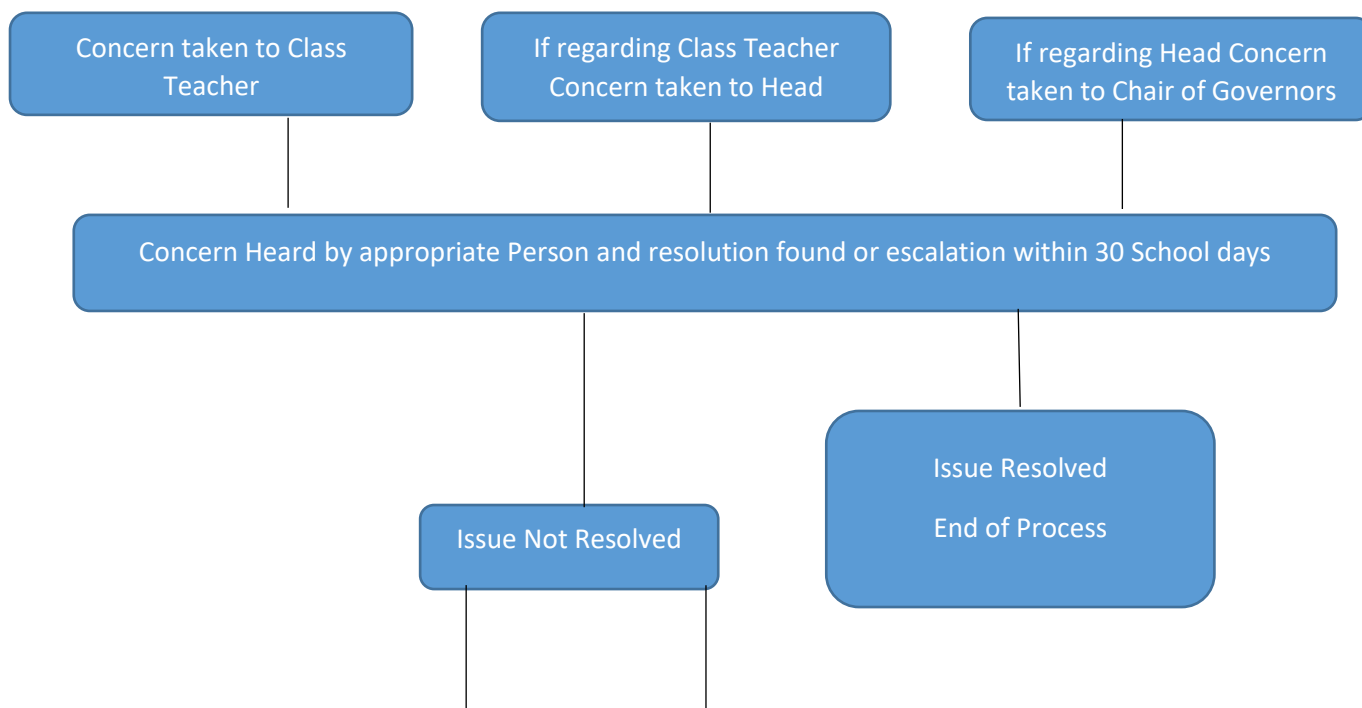 Concern taken to Class
Teacher
If regarding Class Teacher
Concern taken to Head
If regarding Head Concern
taken to Chair of Governors
Concern Heard by appropriate Person and resolution found or escalation within 30 School days
Issue Resolved
End of Process
Issue Not Resolved